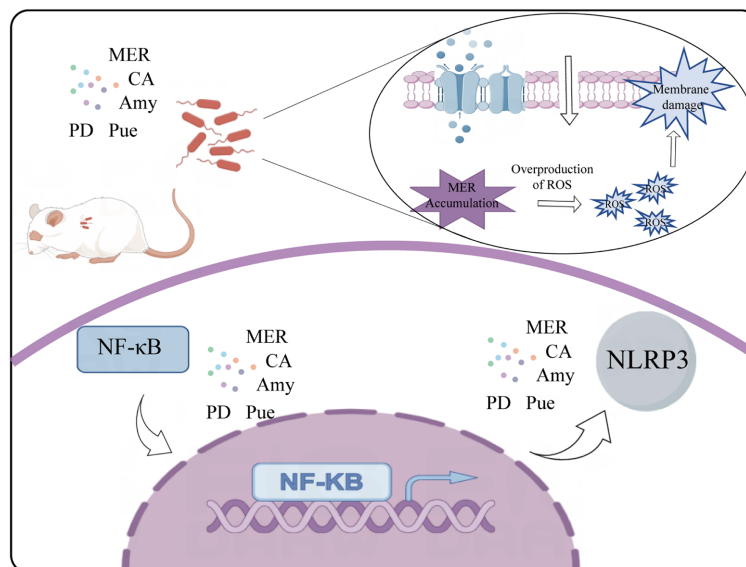 MER
CA
Amy
PD Pue
Membrane
damage
MER
Accumulation
Overproduction
of ROS
ROS
ROS
ROS
NF-κB
MER
CA
Amy
PD Pue
MER
CA
Amy
PD Pue
NLRP3
NF-KB